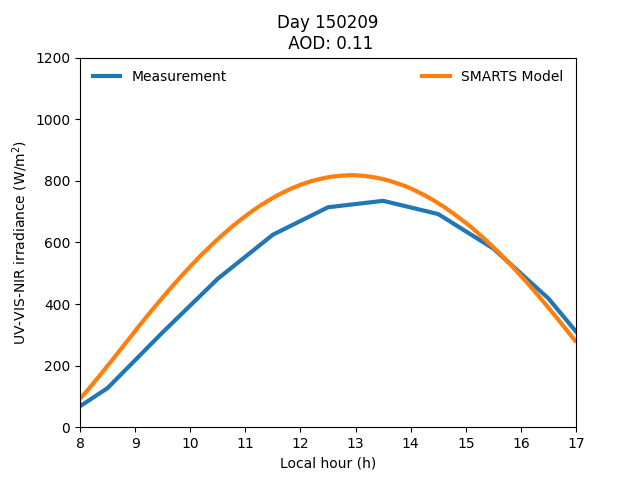 Day 150209
AOD: 0.11
Measurement
SMARTS Model
UV-VIS-NIR irradiance (W/m²)
1200
1000
800
600
400
200
0
8 9 10 11 12 13 14 15 16 17
Local hour (h)